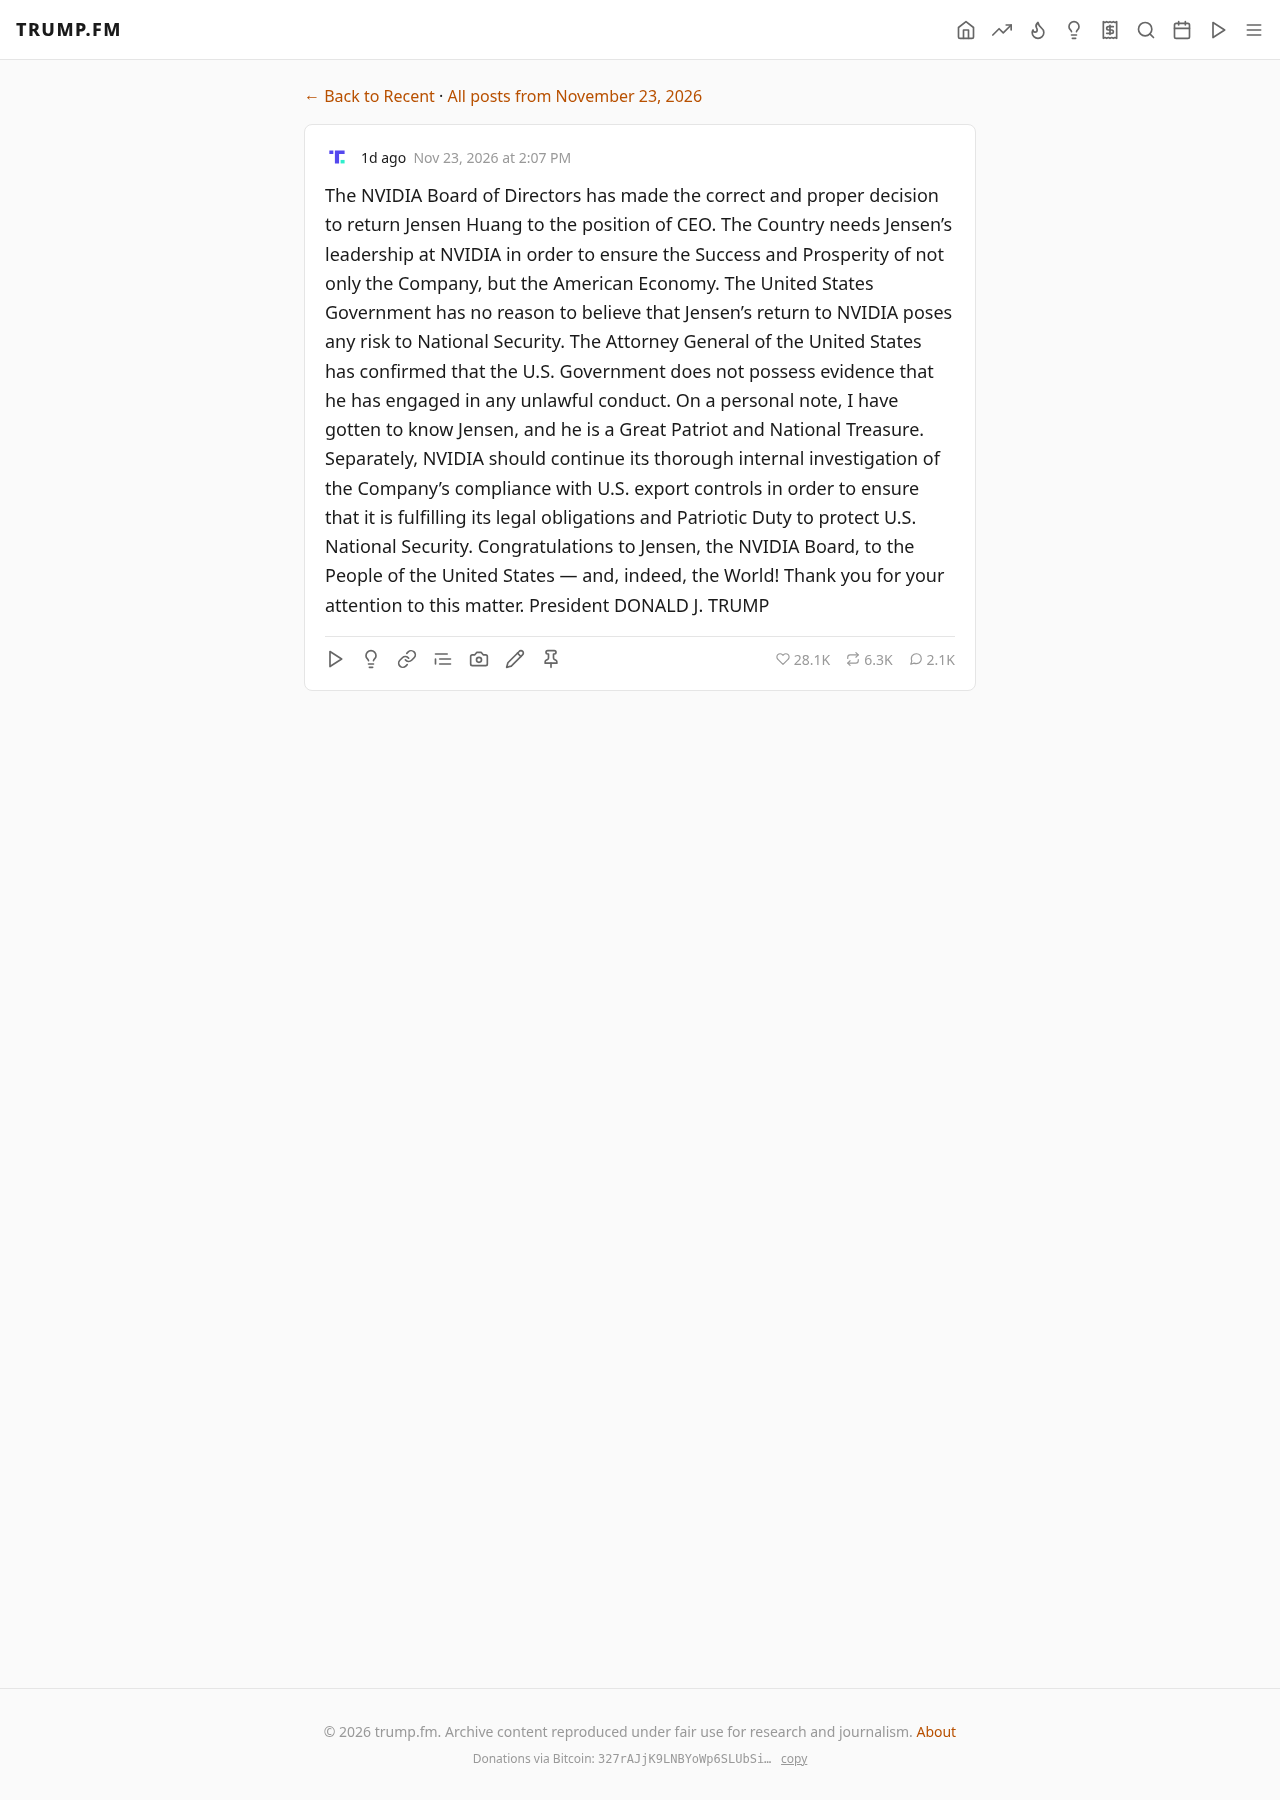 TRUMP.FM
← Back to Recent · All posts from November 23, 2026
1d ago Nov 23, 2026 at 2:07 PM
The NVIDIA Board of Directors has made the correct and proper decision
to return Jensen Huang to the position of CEO. The Country needs Jensen’s
leadership at NVIDIA in order to ensure the Success and Prosperity of not
only the Company, but the American Economy. The United States
Government has no reason to believe that Jensen’s return to NVIDIA poses
any risk to National Security. The Attorney General of the United States
has confirmed that the U.S. Government does not possess evidence that
he has engaged in any unlawful conduct. On a personal note, I have
gotten to know Jensen, and he is a Great Patriot and National Treasure.
Separately, NVIDIA should continue its thorough internal investigation of
the Company’s compliance with U.S. export controls in order to ensure
that it is fulfilling its legal obligations and Patriotic Duty to protect U.S.
National Security. Congratulations to Jensen, the NVIDIA Board, to the
People of the United States — and, indeed, the World! Thank you for your
attention to this matter. President DONALD J. TRUMP
28.1K 6.3K 2.1K
© 2026 trump.fm. Archive content reproduced under fair use for research and journalism. About
Donations via Bitcoin: 327rAJjK9LNBYoWp6SLUbSi… copy